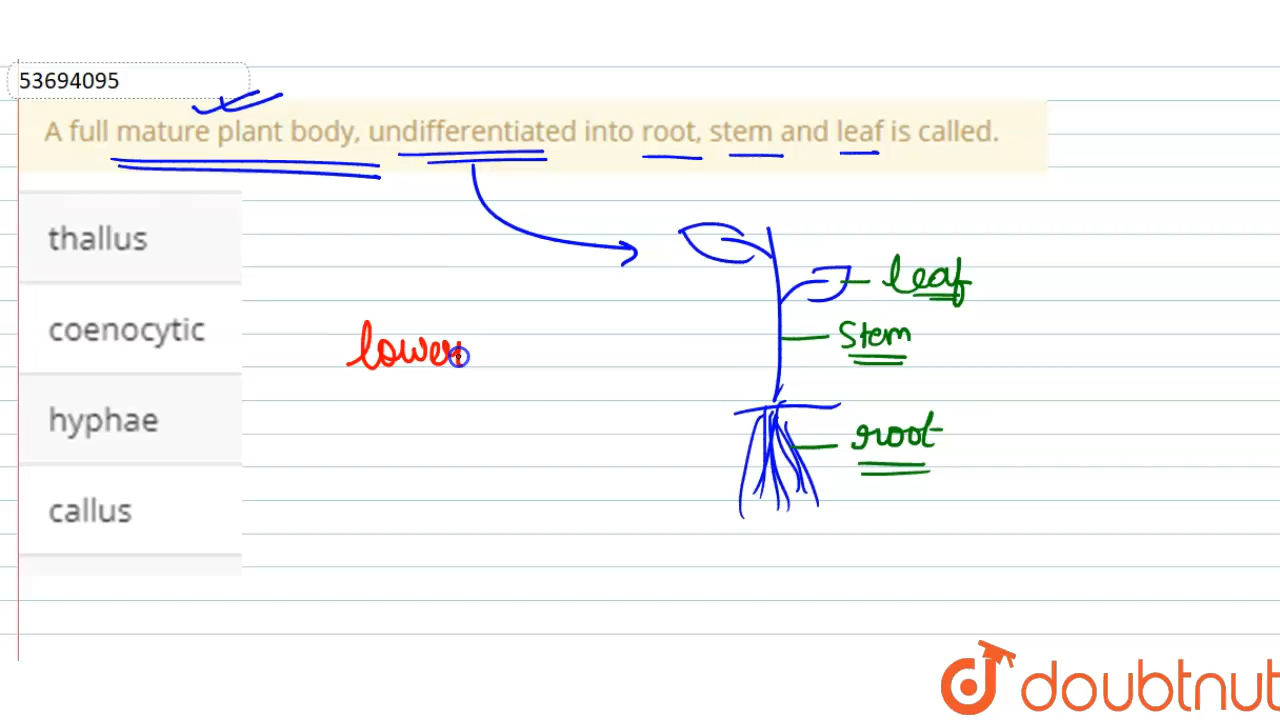 53694095
A full mature plant body, undifferentiated into root, stem and leaf is called.
thallus
coenocytic
hyphae
callus
lower
leaf
Stem
root
doubtnut